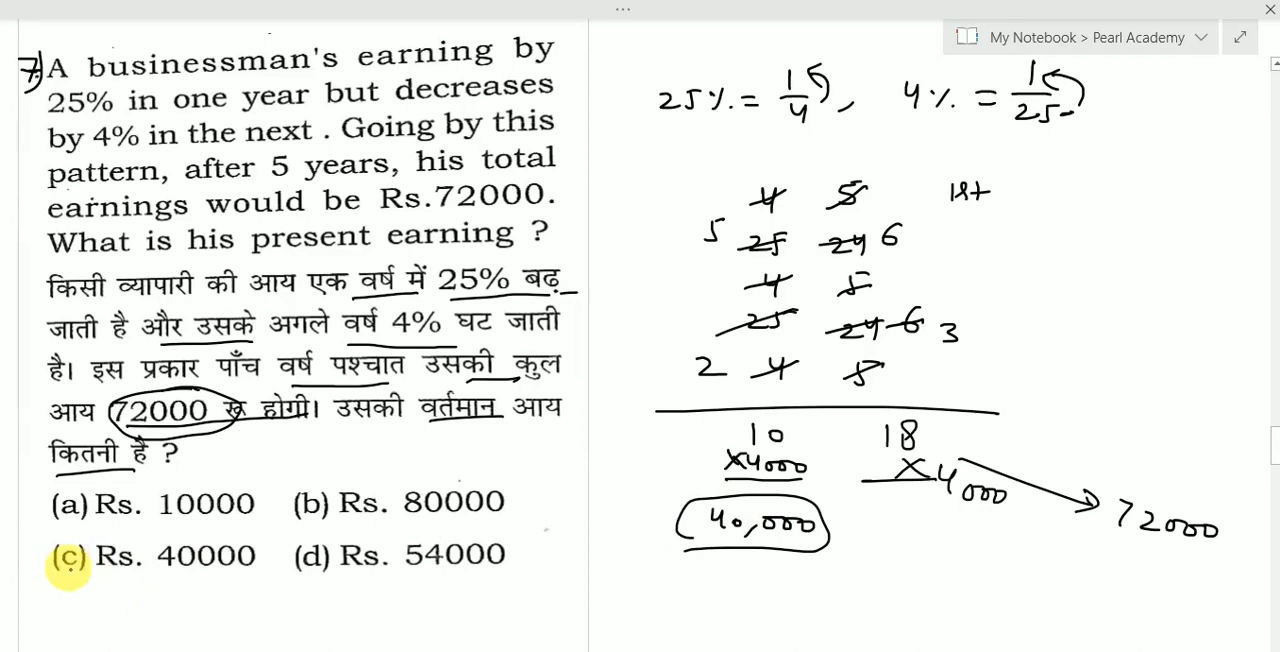 My Notebook > Pearl Academy
7) A businessman's earning by
25% in one year but decreases
by 4% in the next . Going by this
pattern, after 5 years, his total
earnings would be Rs.72000.
What is his present earning ?
किसी व्यापारी की आय एक वर्ष में 25% बढ़
जाती है और उसके अगले वर्ष 4% घट जाती
है। इस प्रकार पाँच वर्ष पश्चात उसकी कुल
आय 72000 रू होगी। उसकी वर्तमान आय
कितनी है ?
(a) Rs. 10000 (b) Rs. 80000
(c) Rs. 40000 (d) Rs. 54000
25% = 1/4 , 4% = 1/25
4 5 1st
5 25 24 6
4 5
25 24 6 3
2 4 5
10 18
×4000 ×4000 72000
40,000